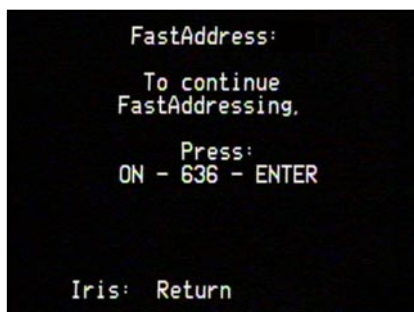 FastAddress:
To continue
FastAddressing,
Press:
ON - 636 - ENTER
Iris: Return